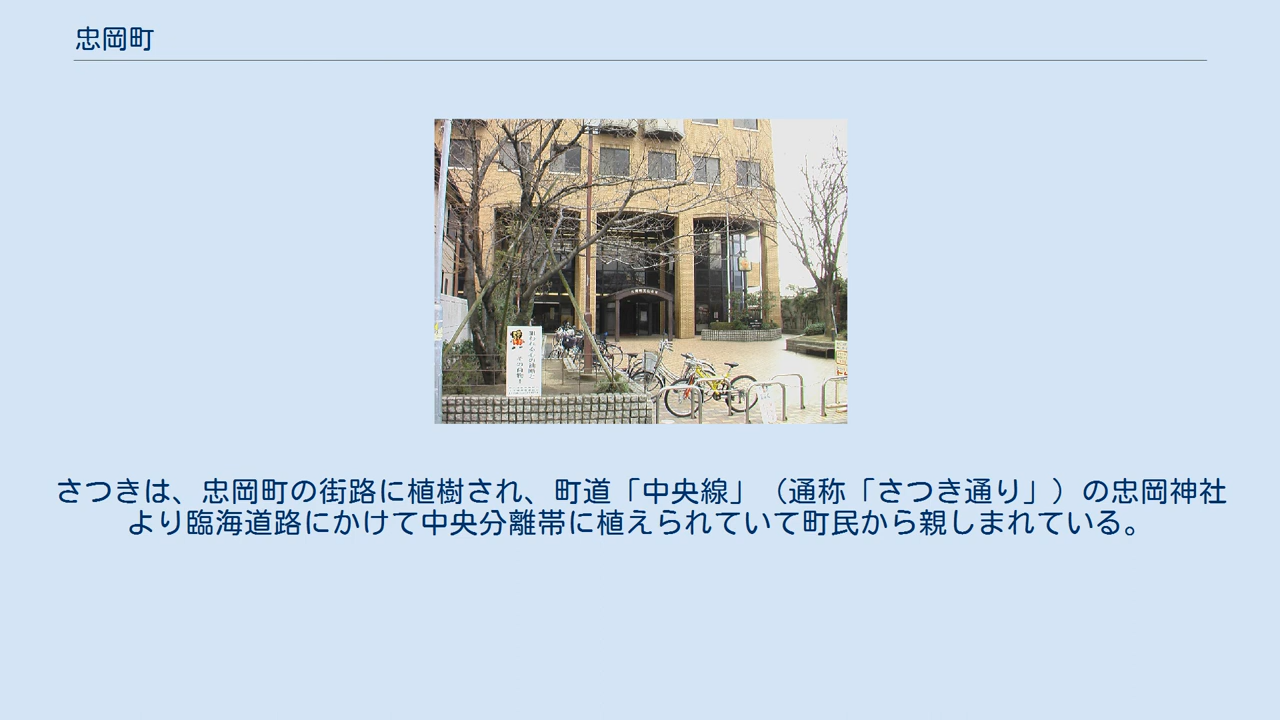 忠岡町
さつきは、忠岡町の街路に植樹され、町道「中央線」（通称「さつき通り」）の忠岡神社
より臨海道路にかけて中央分離帯に植えられていて町民から親しまれている。